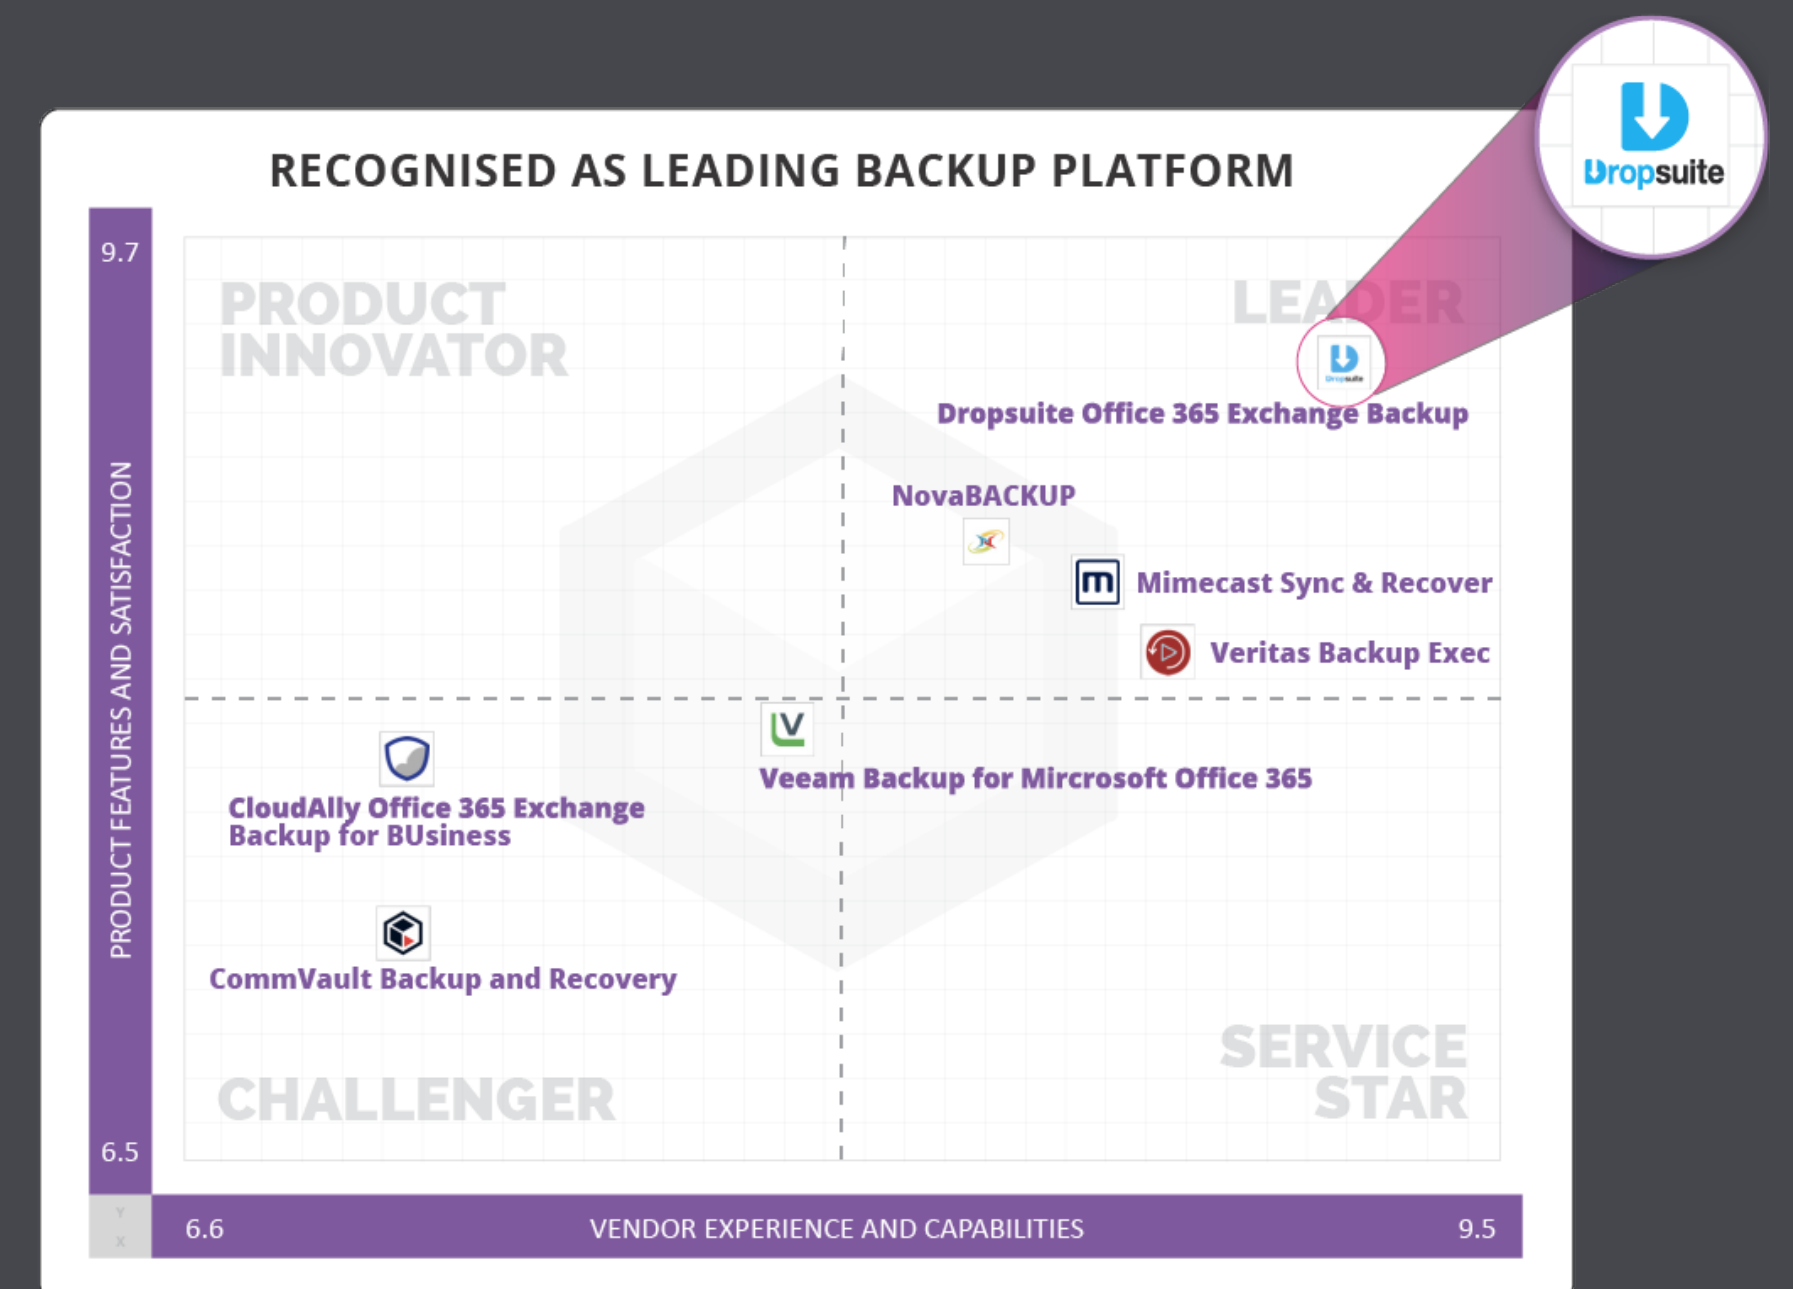 Dropsuite
RECOGNISED AS LEADING BACKUP PLATFORM
9.7
PRODUCT
INNOVATOR
LEADER
Dropsuite
Dropsuite Office 365 Exchange Backup
NovaBACKUP
Mimecast Sync & Recover
Veritas Backup Exec
PRODUCT FEATURES AND SATISFACTION
Veeam Backup for Mircrosoft Office 365
CloudAlly Office 365 Exchange
Backup for BUsiness
CommVault Backup and Recovery
CHALLENGER
SERVICE
STAR
6.5
Y
X
6.6
VENDOR EXPERIENCE AND CAPABILITIES
9.5